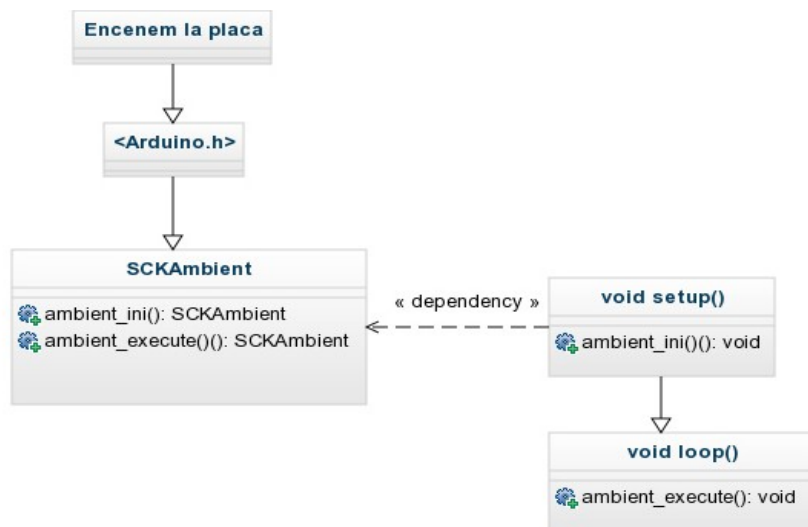 Encenem la placa
<Arduino.h>
SCKAmbient
ambient_ini(): SCKAmbient
ambient_execute()(): SCKAmbient
« dependency »
void setup()
ambient_ini()(): void
void loop()
ambient_execute(): void